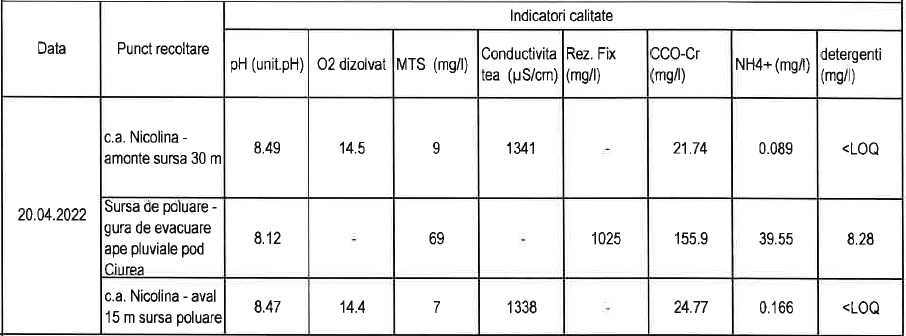 Indicatori calitate
Data
Punct recoltare
pH (unit.pH)
O2 dizolvat
MTS (mg/l)
Conductivita
tea (µS/cm)
Rez. Fix
(mg/l)
CCO-Cr
(mg/l)
NH4+ (mg/l)
detergenti
(mg/l)
20.04.2022
c.a. Nicolina -
amonte sursa 30 m
8.49
14.5
9
1341
-
21.74
0.089
<LOQ
Sursa de poluare -
gura de evacuare
ape pluviale pod
Ciurea
8.12
-
69
-
1025
155.9
39.55
8.28
c.a. Nicolina - aval
15 m sursa poluare
8.47
14.4
7
1338
-
24.77
0.166
<LOQ